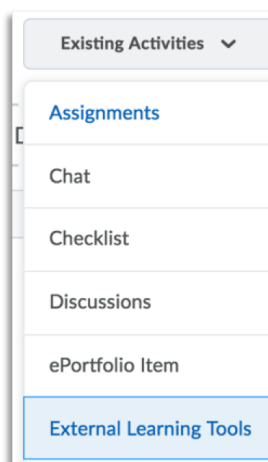 Existing Activities
Assignments
Chat
Checklist
Discussions
ePortfolio Item
External Learning Tools